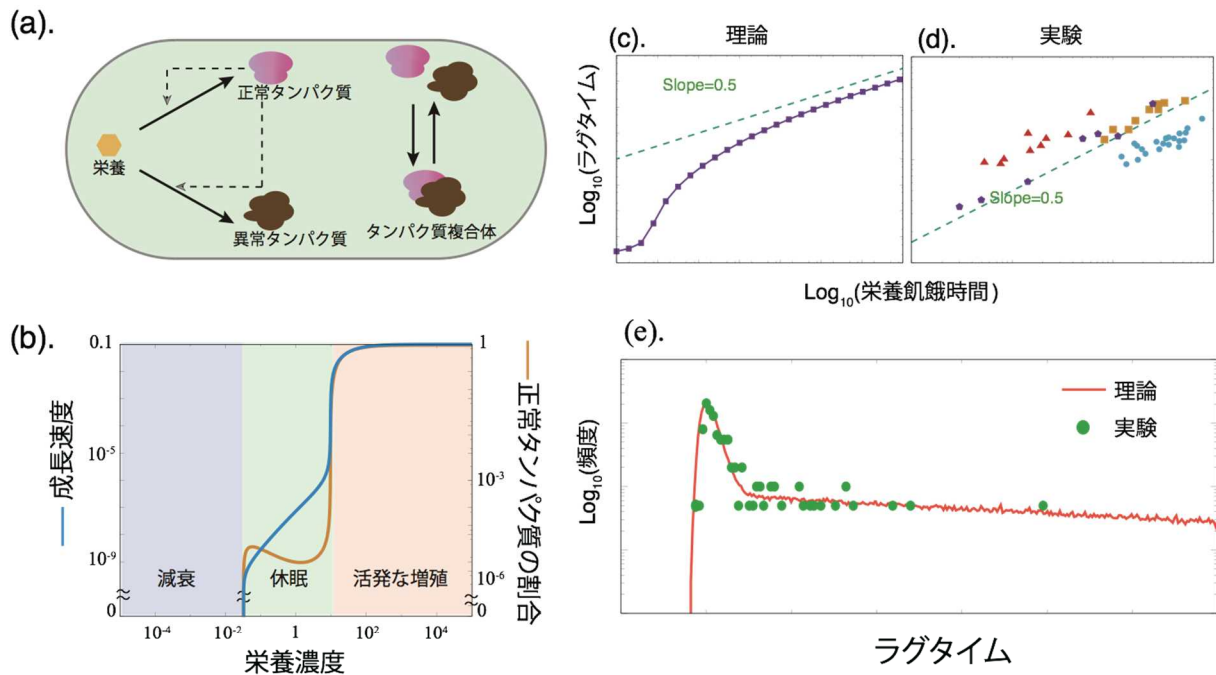 (a).
正常タンパク質
栄養
異常タンパク質
タンパク質複合体
(c).
理論
Slope=0.5
Log10(ラグタイム)
(d).
実験
Slope=0.5
Log10(栄養飢餓時間)
(b).
0.1
10-5
10-9
0
成長速度
減衰
休眠
活発な増殖
1
10-3
10-6
0
正常タンパク質の割合
10-4
10-2
1
102
104
栄養濃度
(e).
理論
実験
Log10(頻度)
ラグタイム